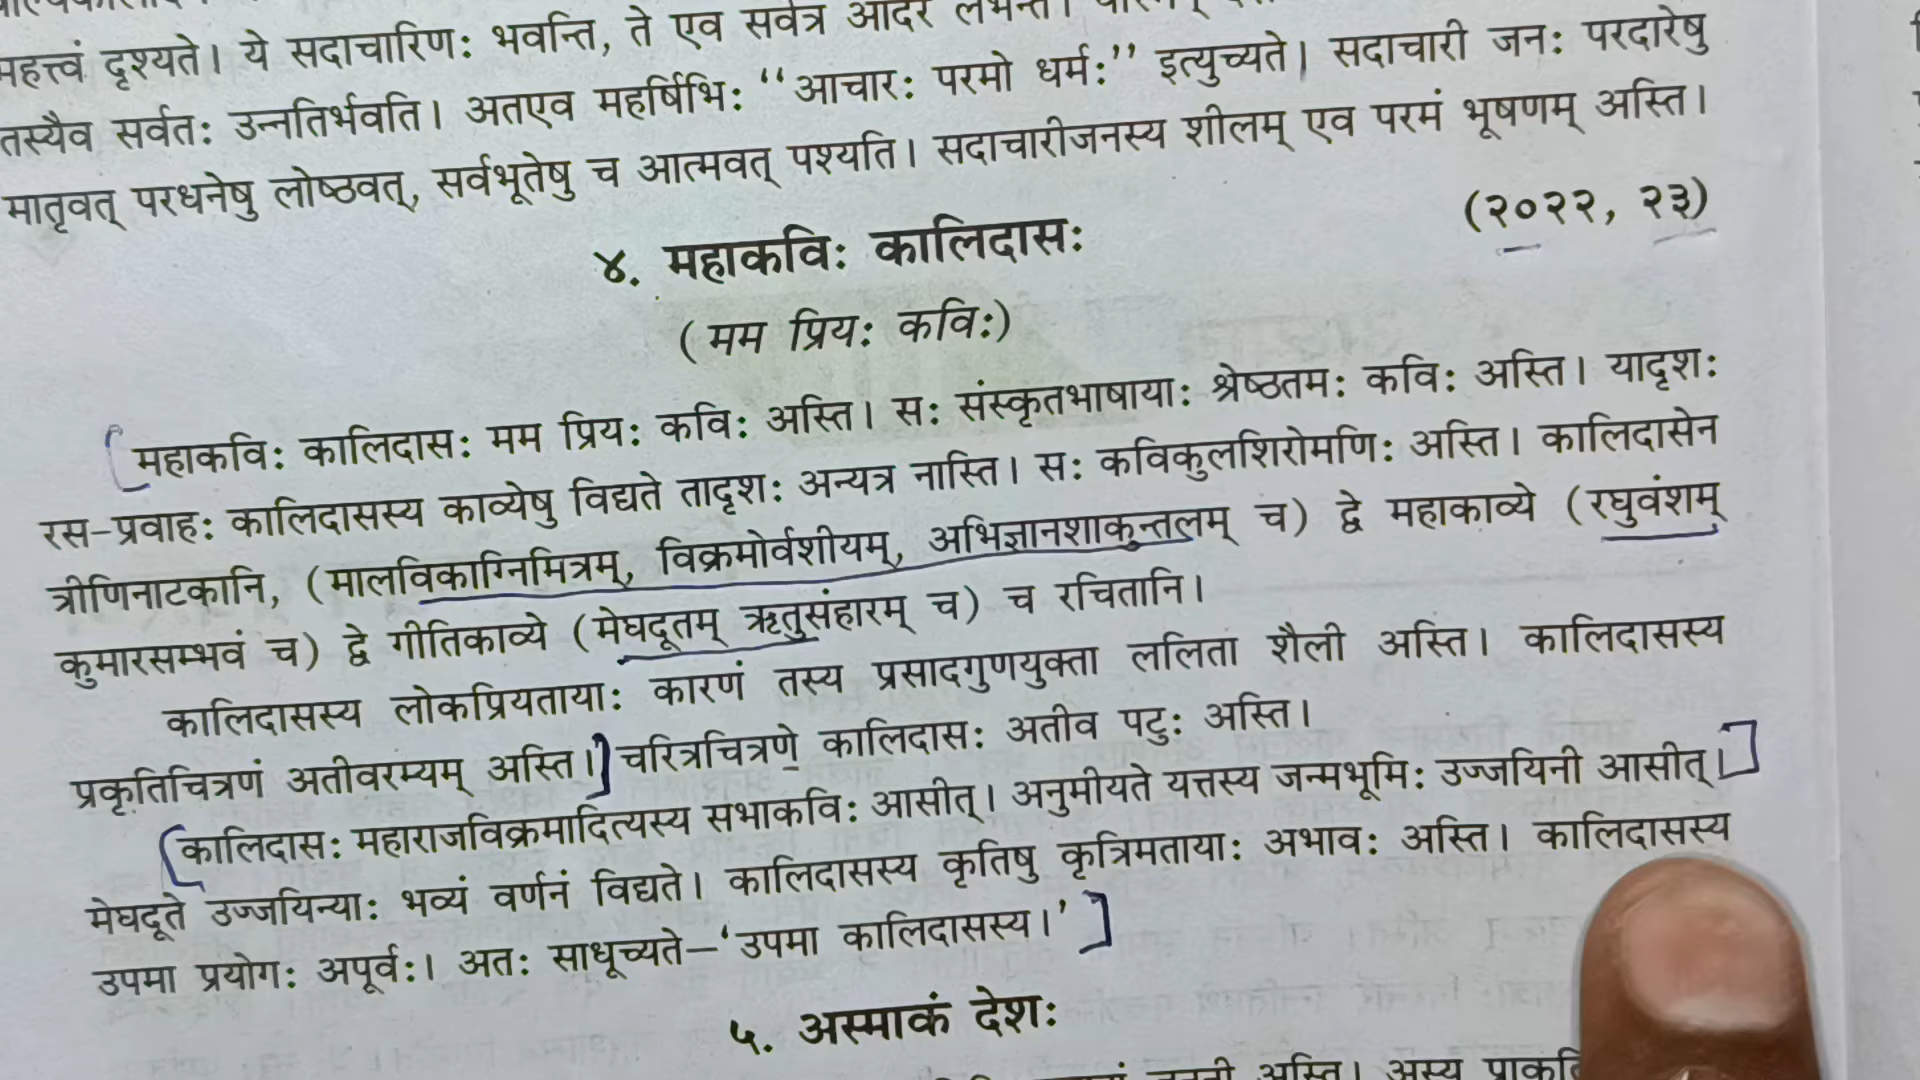 महत्त्वं दृश्यते। ये सदाचारिणः भवन्ति, ते एव सर्वत्र आदरं लभन्ते।
तस्यैव सर्वतः उन्नतिर्भवति। अतएव महर्षिभिः “आचारः परमो धर्मः” इत्युच्यते। सदाचारी जनः परदारेषु
मातृवत् परधनेषु लोष्ठवत्, सर्वभूतेषु च आत्मवत् पश्यति। सदाचारीजनस्य शीलम् एव परमं भूषणम् अस्ति।
(२०२२, २३)
४. महाकविः कालिदासः
(मम प्रियः कविः)
महाकविः कालिदासः मम प्रियः कविः अस्ति। सः संस्कृतभाषायाः श्रेष्ठतमः कविः अस्ति। यादृशः
रस-प्रवाहः कालिदासस्य काव्येषु विद्यते तादृशः अन्यत्र नास्ति। सः कविकुलशिरोमणिः अस्ति। कालिदासेन
त्रीणिनाटकानि, (मालविकाग्निमित्रम्, विक्रमोर्वशीयम्, अभिज्ञानशाकुन्तलम् च) द्वे महाकाव्ये (रघुवंशम्
कुमारसम्भवं च) द्वे गीतिकाव्ये (मेघदूतम् ऋतुसंहारम् च) च रचितानि।
कालिदासस्य लोकप्रियतायाः कारणं तस्य प्रसादगुणयुक्ता ललिता शैली अस्ति। कालिदासस्य
प्रकृतिचित्रणं अतीवरम्यम् अस्ति। चरित्रचित्रणे कालिदासः अतीव पटुः अस्ति।
कालिदासः महाराजविक्रमादित्यस्य सभाकविः आसीत्। अनुमीयते यत्तस्य जन्मभूमिः उज्जयिनी आसीत्।
मेघदूते उज्जयिन्याः भव्यं वर्णनं विद्यते। कालिदासस्य कृतिषु कृत्रिमतायाः अभावः अस्ति। कालिदासस्य
उपमा प्रयोगः अपूर्वः। अतः साधूच्यते–‘उपमा कालिदासस्य।’
५. अस्माकं देशः
अस्ति। अस्य